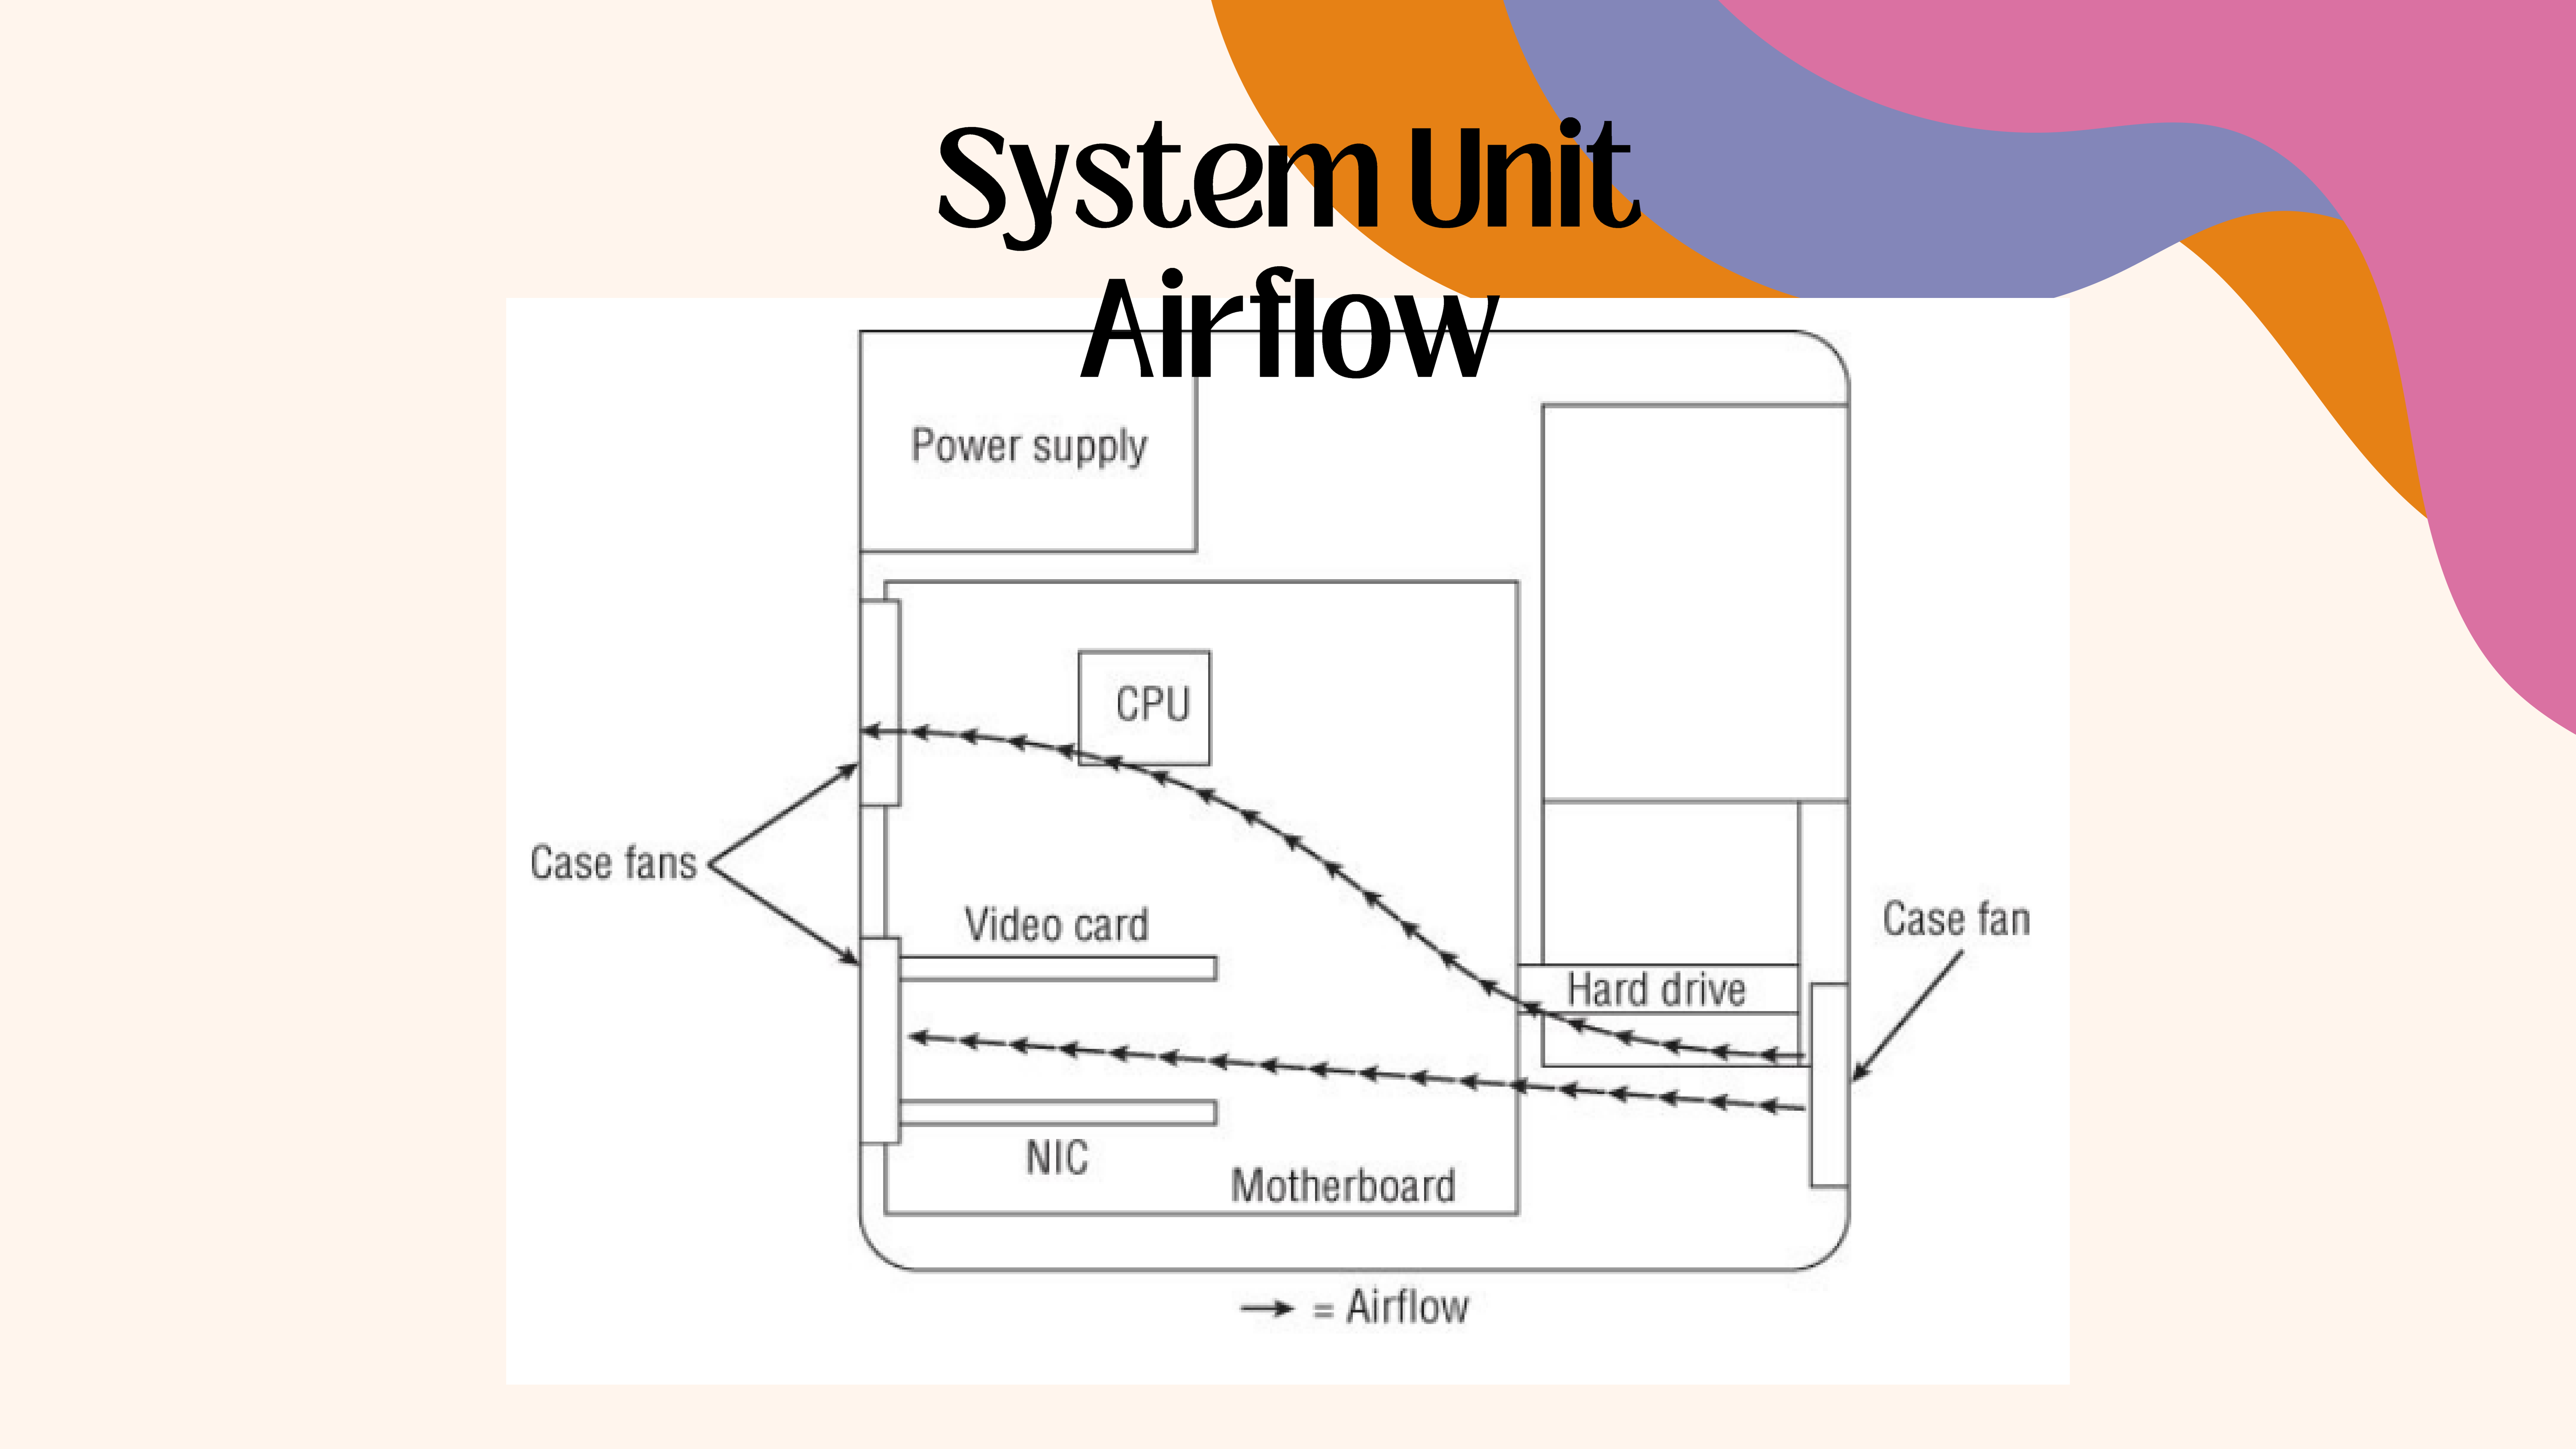 System Unit
Airflow
Power supply
CPU
Case fans
Video card
Case fan
Hard drive
NIC
Motherboard
= Airflow